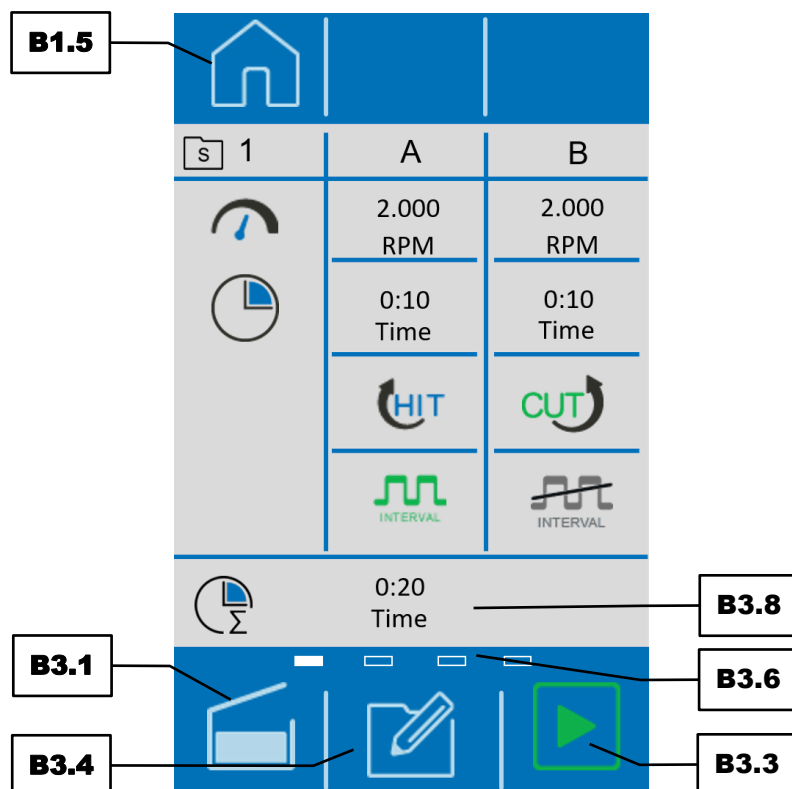 B1.5
S 1 A B
2.000 2.000
RPM RPM
0:10 0:10
Time Time
HIT CUT
INTERVAL INTERVAL
0:20
Time
Σ
B3.8
B3.1
B3.6
B3.4
B3.3